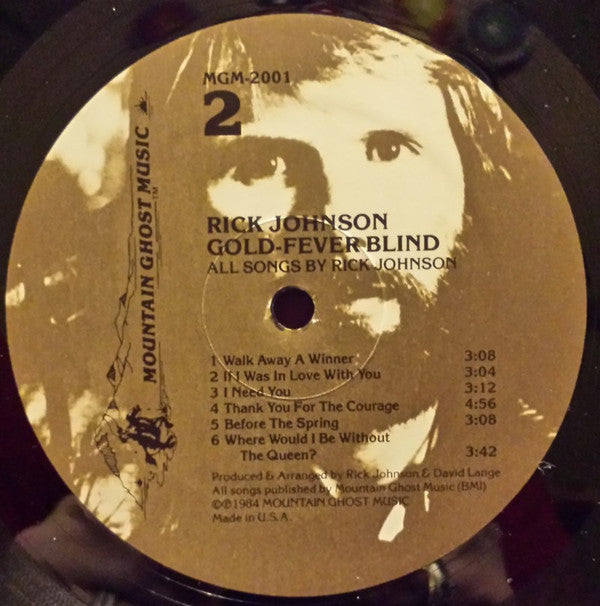 MGM-2001
2
MOUNTAIN GHOST MUSIC™
RICK JOHNSON
GOLD-FEVER BLIND
ALL SONGS BY RICK JOHNSON
1 Walk Away A Winner 3:08
2 If I Was In Love With You 3:04
3 I Need You 3:12
4 Thank You For The Courage 4:56
5 Before The Spring 3:08
6 Where Would I Be Without
The Queen? 3:42
Produced & Arranged by Rick Johnson & David Lange
All songs published by Mountain Ghost Music (BMI)
©℗1984 MOUNTAIN GHOST MUSIC
Made in U.S.A.